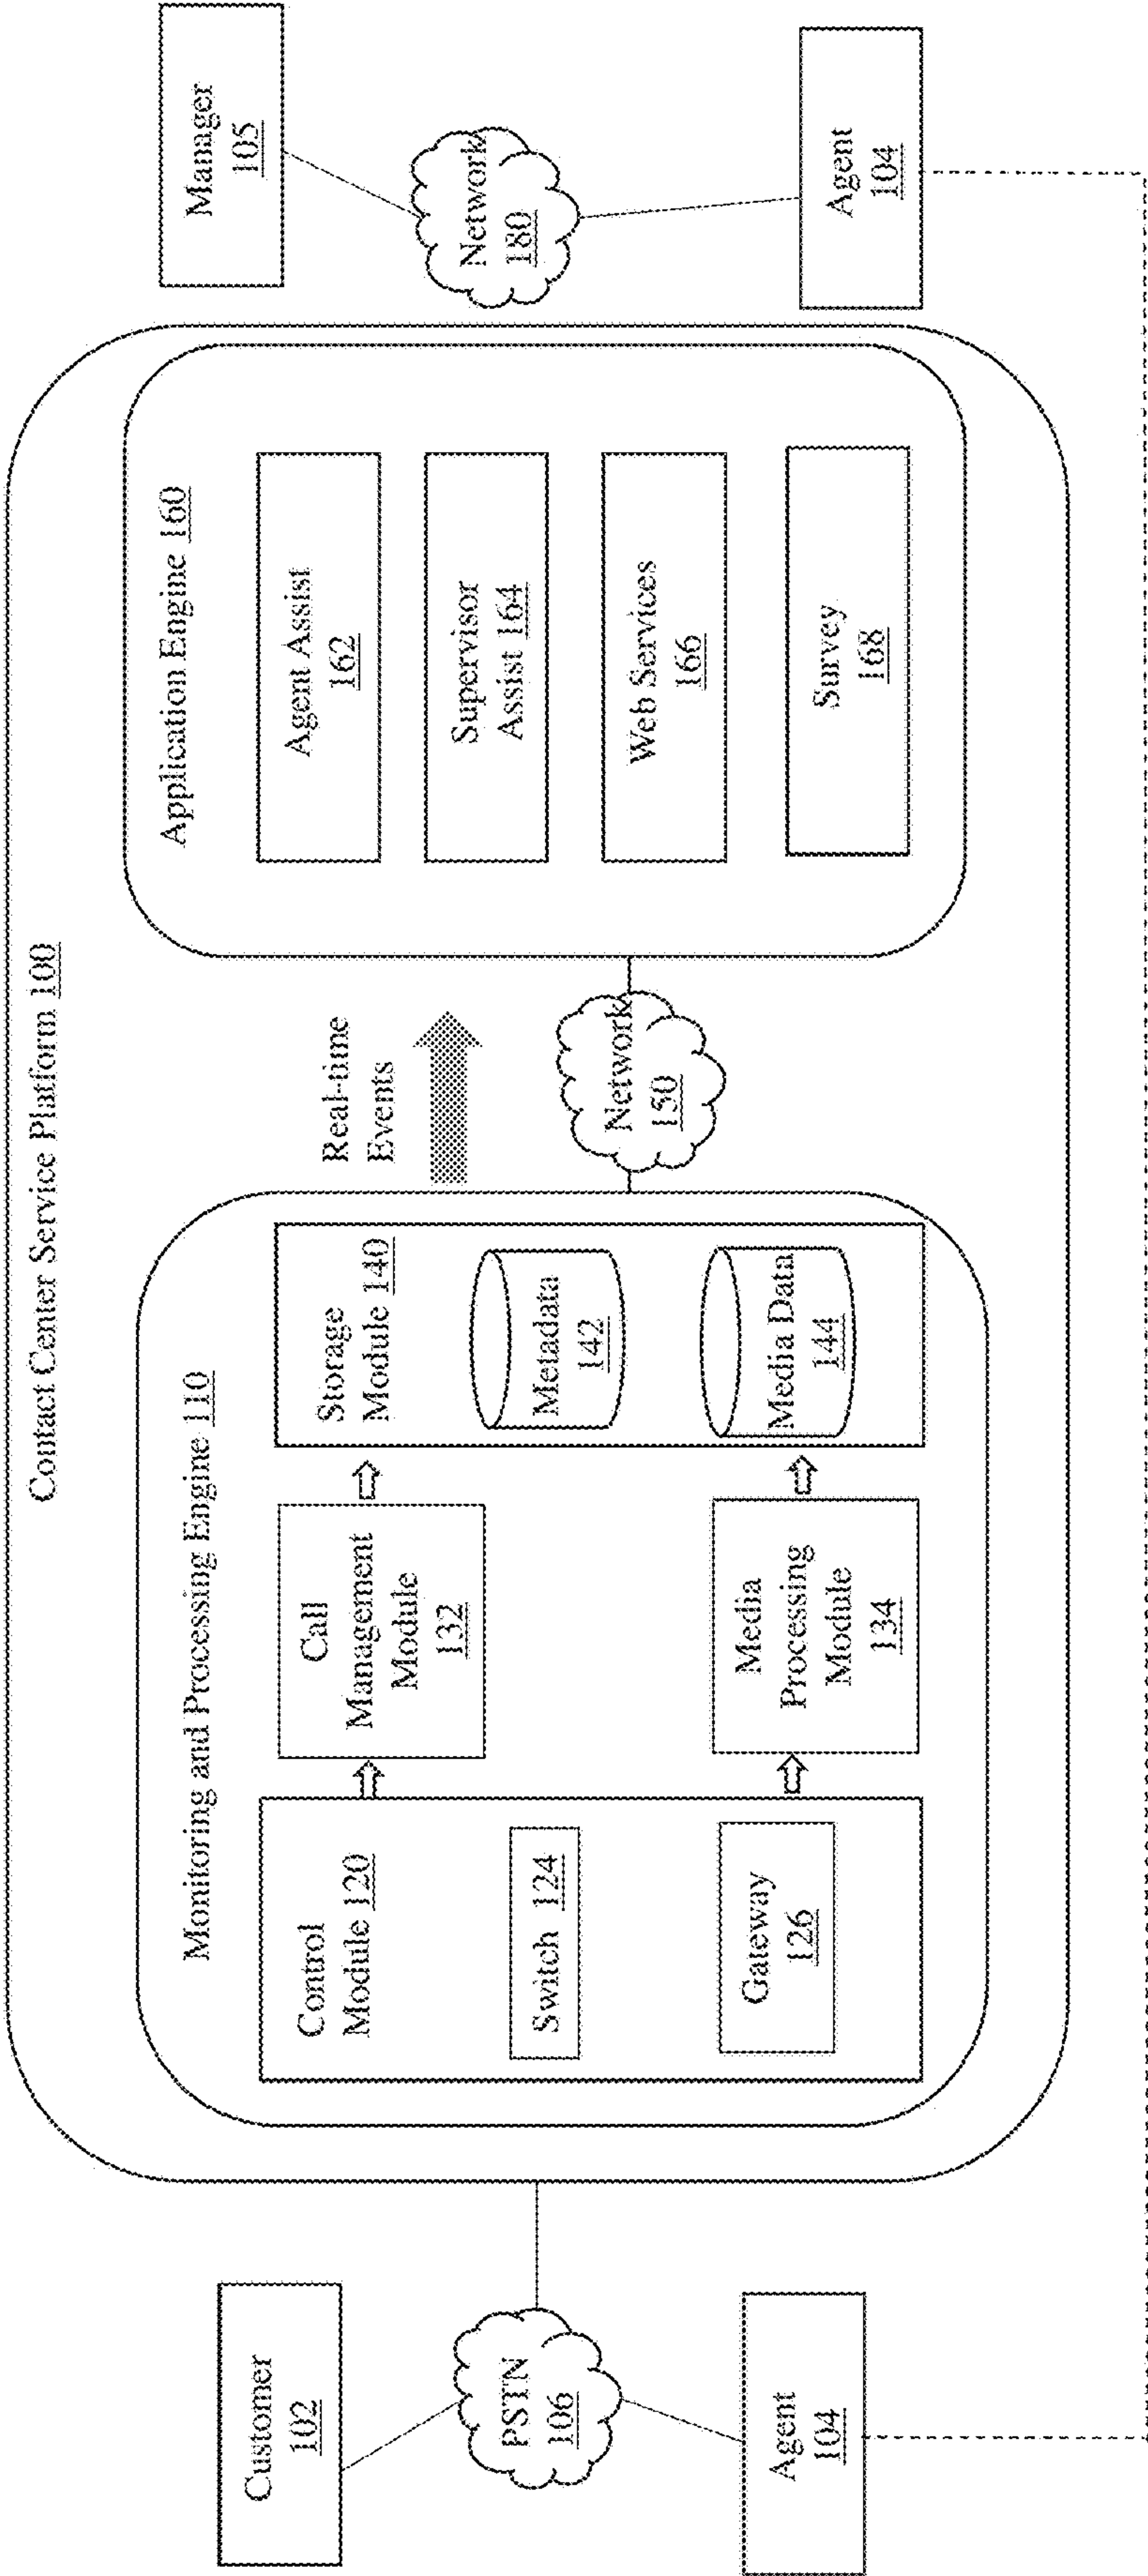 Contact Center Service Platform 100
Customer
102
PSTN
106
Agent
104
Monitoring and Processing Engine 110
Control
Module 120
Switch 124
Gateway
126
Call
Management
Module
132
Media
Processing
Module
134
Storage
Module 140
Metadata
142
Media Data
144
Real-time
Events
Network
150
Application Engine 160
Agent Assist
162
Supervisor
Assist 164
Web Services
166
Survey
168
Manager
105
Network
180
Agent
104